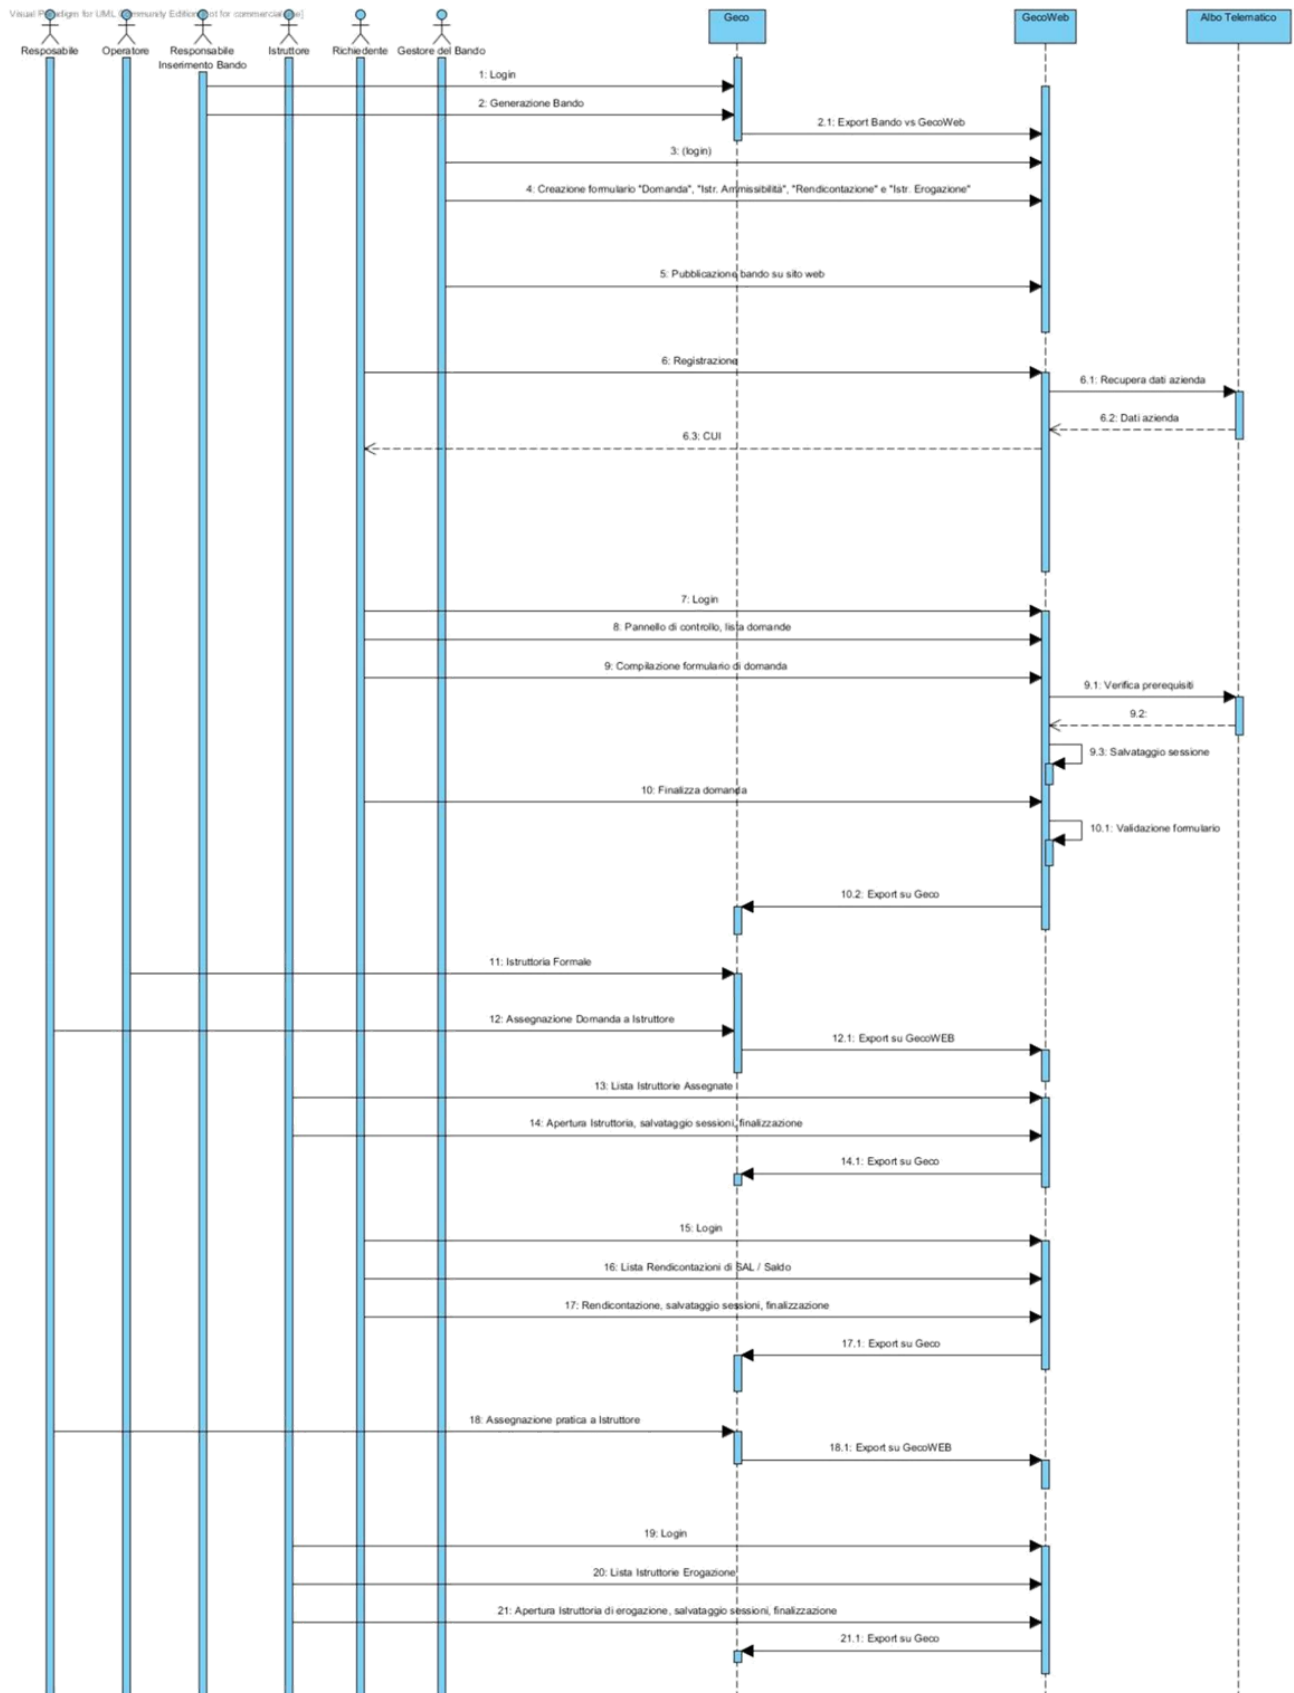 Visual Paradigm for UML Community Edition [not for commercial use]
Geco
GecoWeb
Albo Telematico
Resposabile
Operatore
Responsabile
Inserimento Bando
Istruttore
Richiedente
Gestore del Bando
1: Login
2: Generazione Bando
2.1: Export Bando vs GecoWeb
3: (login)
4: Creazione formulario "Domanda", "Istr. Ammissibilità", "Rendicontazione" e "Istr. Erogazione"
5: Pubblicazione bando su sito web
6: Registrazione
6.1: Recupera dati azienda
6.2: Dati azienda
6.3: CUI
7: Login
8: Pannello di controllo, lista domande
9: Compilazione formulario di domanda
9.1: Verifica prerequisiti
9.2:
9.3: Salvataggio sessione
10: Finalizza domanda
10.1: Validazione formulario
10.2: Export su Geco
11: Istruttoria Formale
12: Assegnazione Domanda a Istruttore
12.1: Export su GecoWEB
13: Lista Istruttorie Assegnate
14: Apertura Istruttoria, salvataggio sessioni, finalizzazione
14.1: Export su Geco
15: Login
16: Lista Rendicontazioni di SAL / Saldo
17: Rendicontazione, salvataggio sessioni, finalizzazione
17.1: Export su Geco
18: Assegnazione pratica a Istruttore
18.1: Export su GecoWEB
19: Login
20: Lista Istruttorie Erogazione
21: Apertura Istruttoria di erogazione, salvataggio sessioni, finalizzazione
21.1: Export su Geco